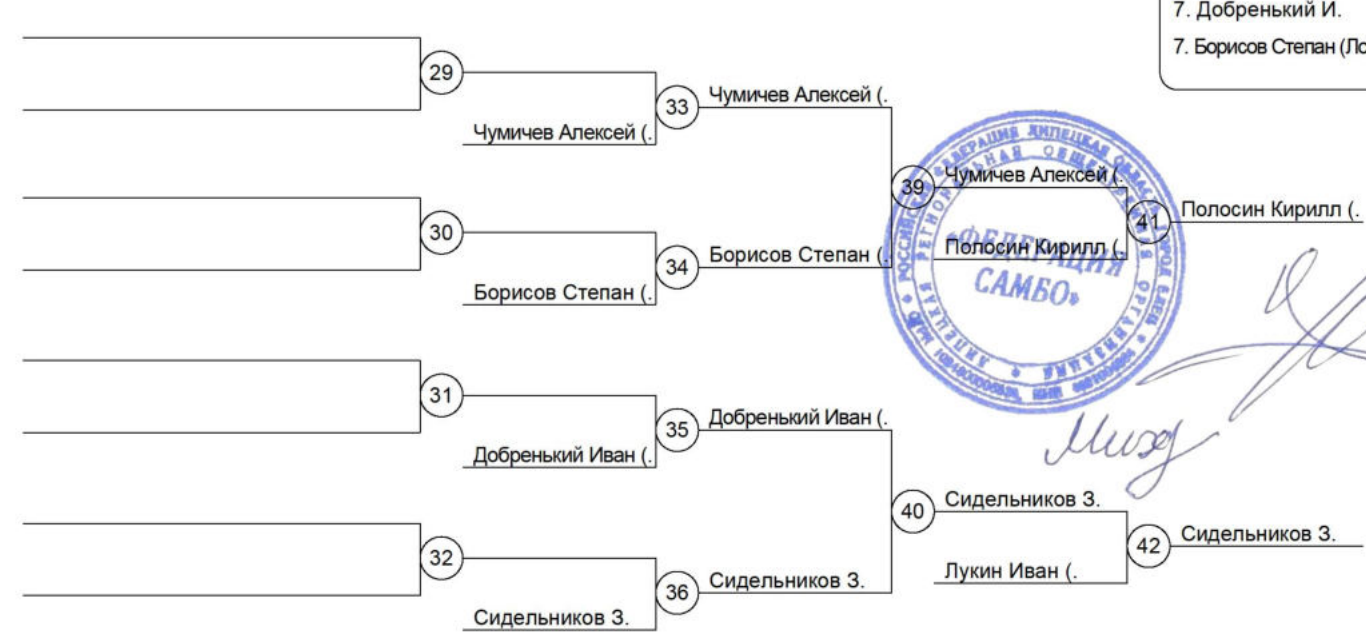 7. Добренький И.
7. Борисов Степан (Ло
29
33
Чумичев Алексей (.
Чумичев Алексей (.
39
Чумичев Алексей (.
30
34
Борисов Степан (.
Полосин Кирилл (.
41
Полосин Кирилл (.
Борисов Степан (.
«ФЕДЕРАЦИЯ
САМБО»
31
35
Добренький Иван (.
Добренький Иван (.
40
Сидельников З.
32
36
Сидельников З.
Лукин Иван (.
42
Сидельников З.
Сидельников З.